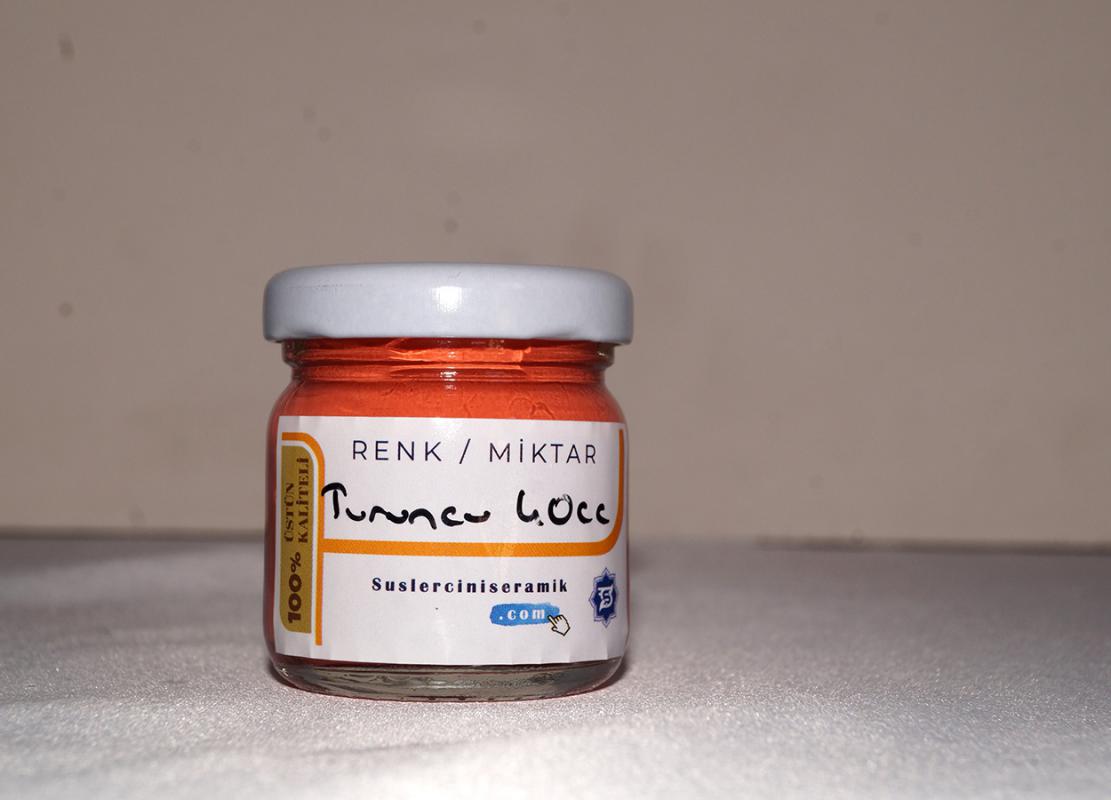 RENK / MİKTAR
Turuncu 40cc
100% ÜSTÜN
KALİTELİ
Suslerciniseramik
.com